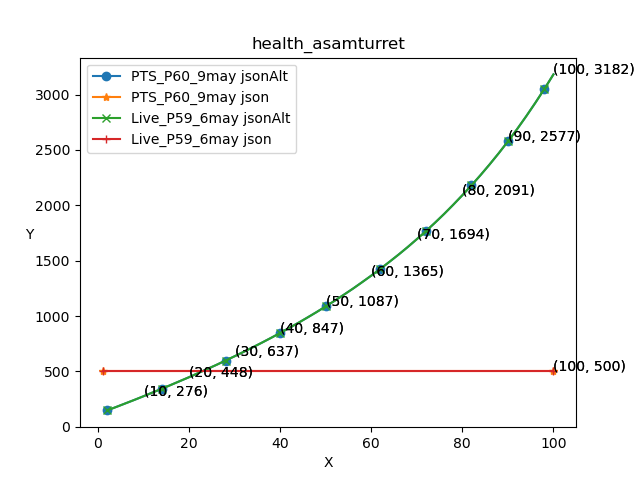 health_asamturret
PTS_P60_9may jsonAlt
PTS_P60_9may json
Live_P59_6may jsonAlt
Live_P59_6may json
(100, 3182)
(90, 2577)
(80, 2091)
(70, 1694)
(60, 1365)
(50, 1087)
(40, 847)
(30, 637)
(20, 448)
(10, 276)
(100, 500)
Y
3000
2500
2000
1500
1000
500
0
0 20 40 60 80 100
X